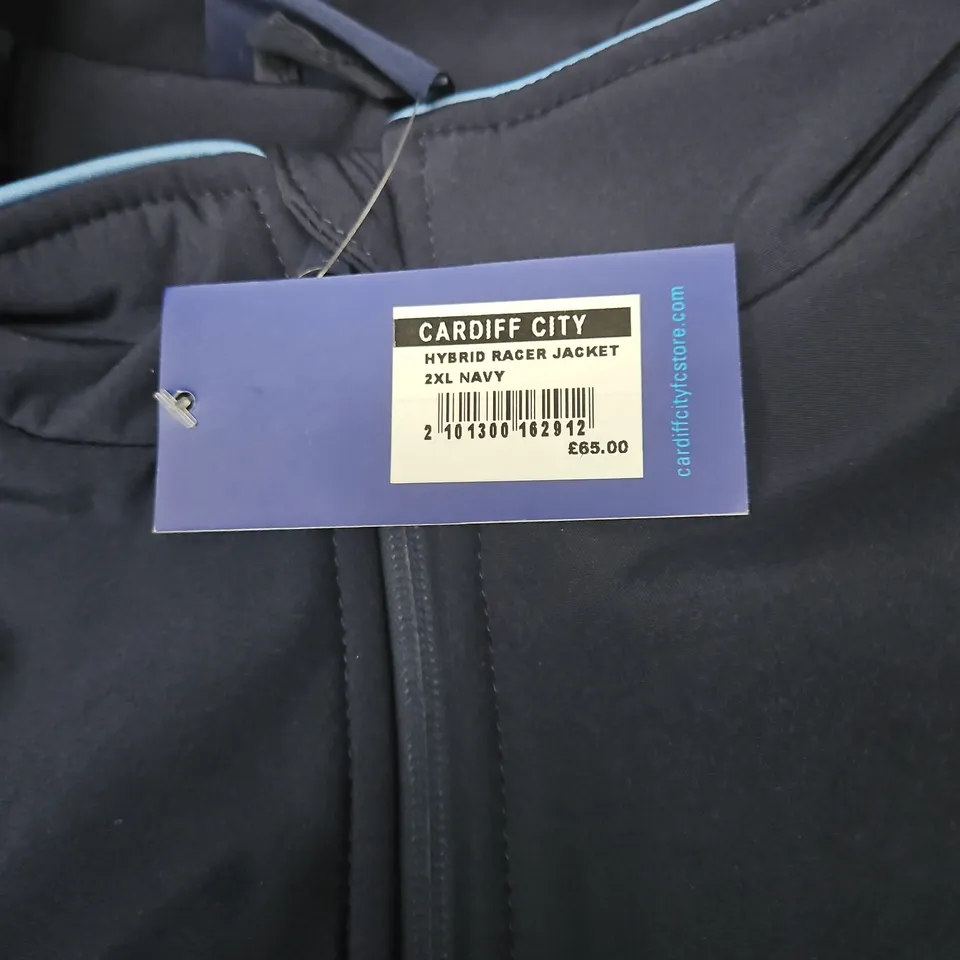 CARDIFF CITY
HYBRID RACER JACKET
2XL NAVY
2 101300 162912
£65.00
cardiffcityfcstore.com